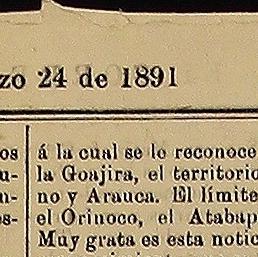 zo 24 de 1891
os
u-
n-
s-
á la cual se le reconoce
la Goajira, el territorio
no y Arauca. El límite
el Orinoco, el Atabap
Muy grata es esta notic